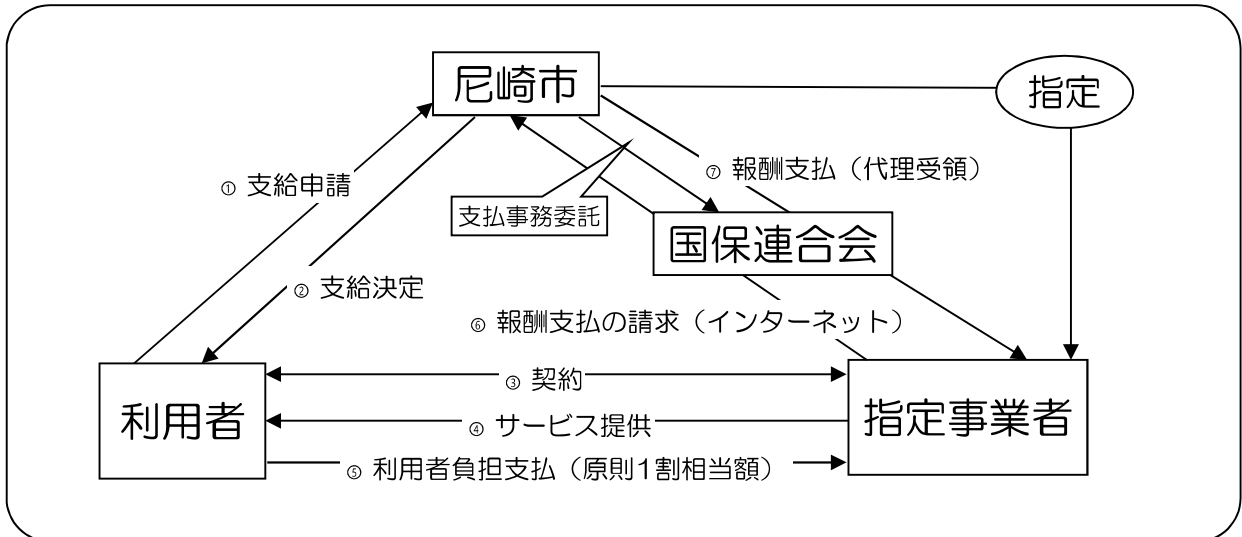 尼崎市
指定
⑦ 報酬支払（代理受領）
① 支給申請
支払事務委託
国保連合会
② 支給決定
⑥ 報酬支払の請求（インターネット）
③ 契約
利用者
指定事業者
④ サービス提供
⑤ 利用者負担支払（原則1割相当額）